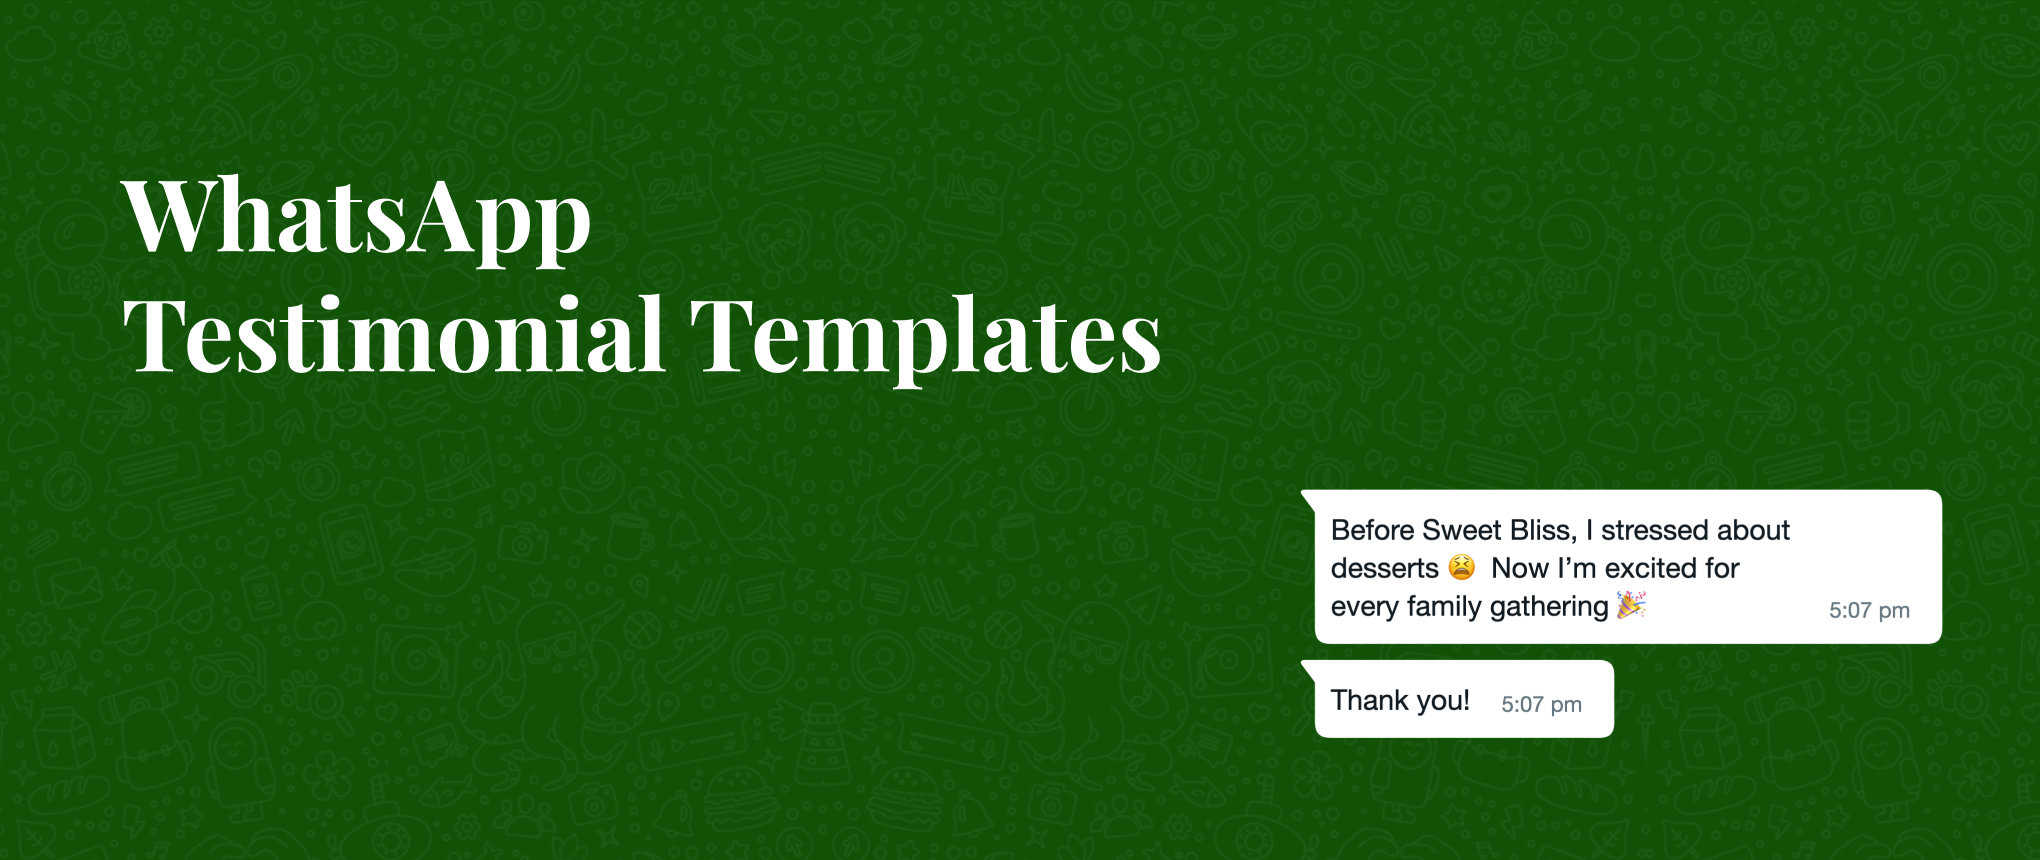 WhatsApp
Testimonial Templates
Before Sweet Bliss, I stressed about
desserts 😫 Now I’m excited for
every family gathering 🎉 5:07 pm
Thank you! 5:07 pm